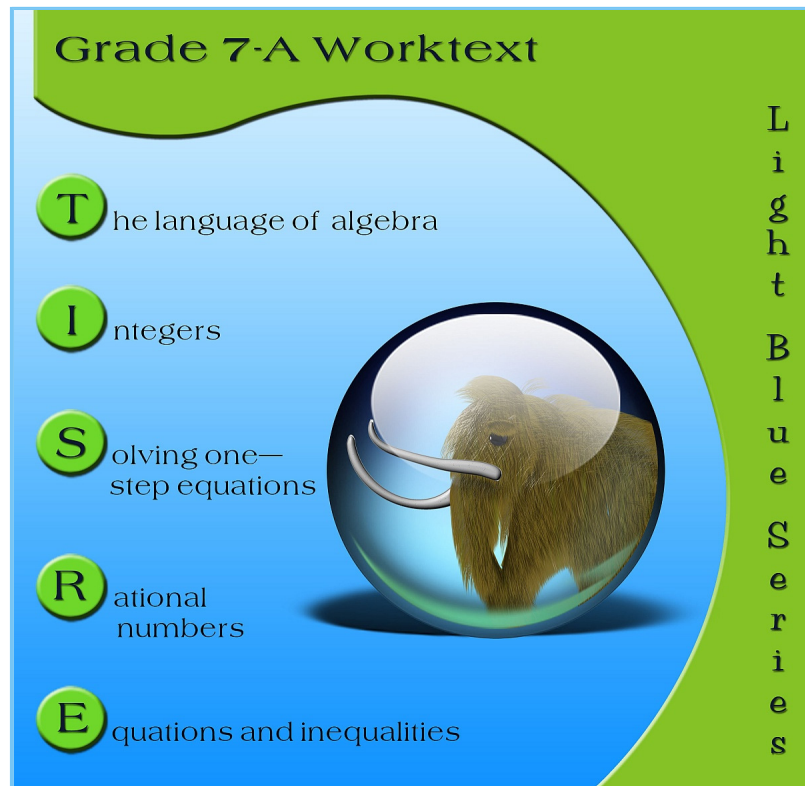 Grade 7-A Worktext
The language of algebra
Integers
Solving one—
step equations
Rational
numbers
Equations and inequalities
Light Blue Series